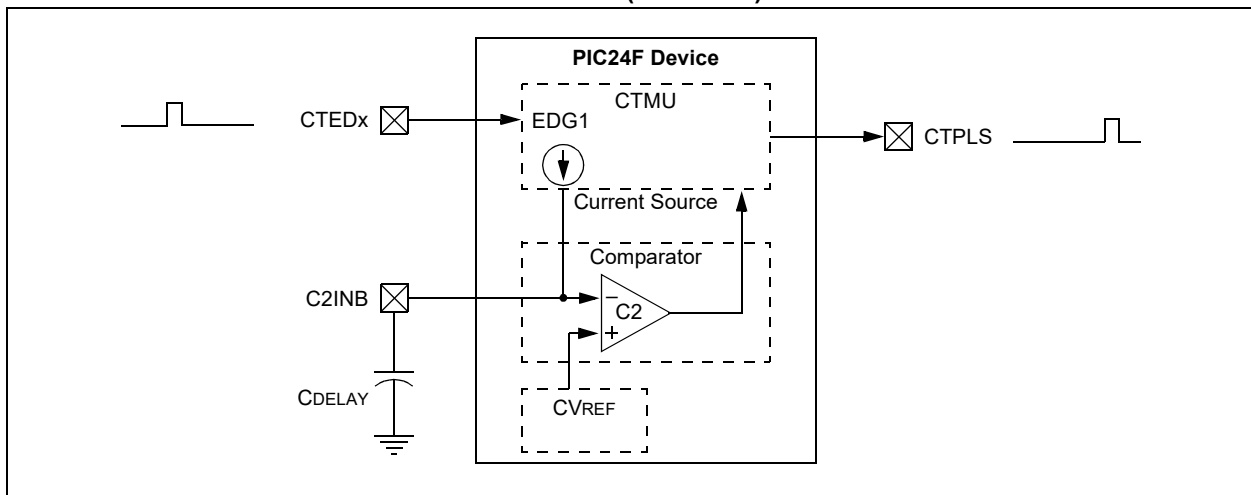 PIC24F Device
CTMU
CTEDx
EDG1
CTPLS
Current Source
Comparator
C2INB
C2
CDELAY
CVREF